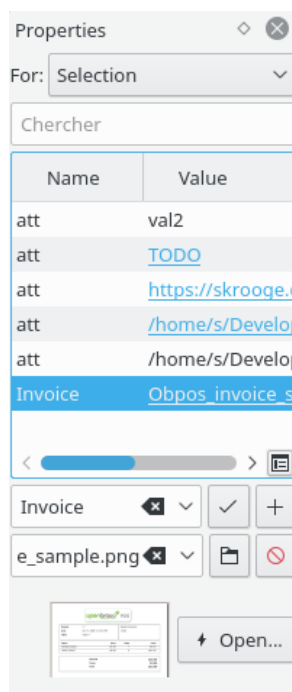 Properties
For: Selection
Chercher
Name Value
att val2
att TODO
att https://skrooge.
att /home/s/Develo
att /home/s/Develo
Invoice Obpos_invoice_s
Invoice
e_sample.png
Open...